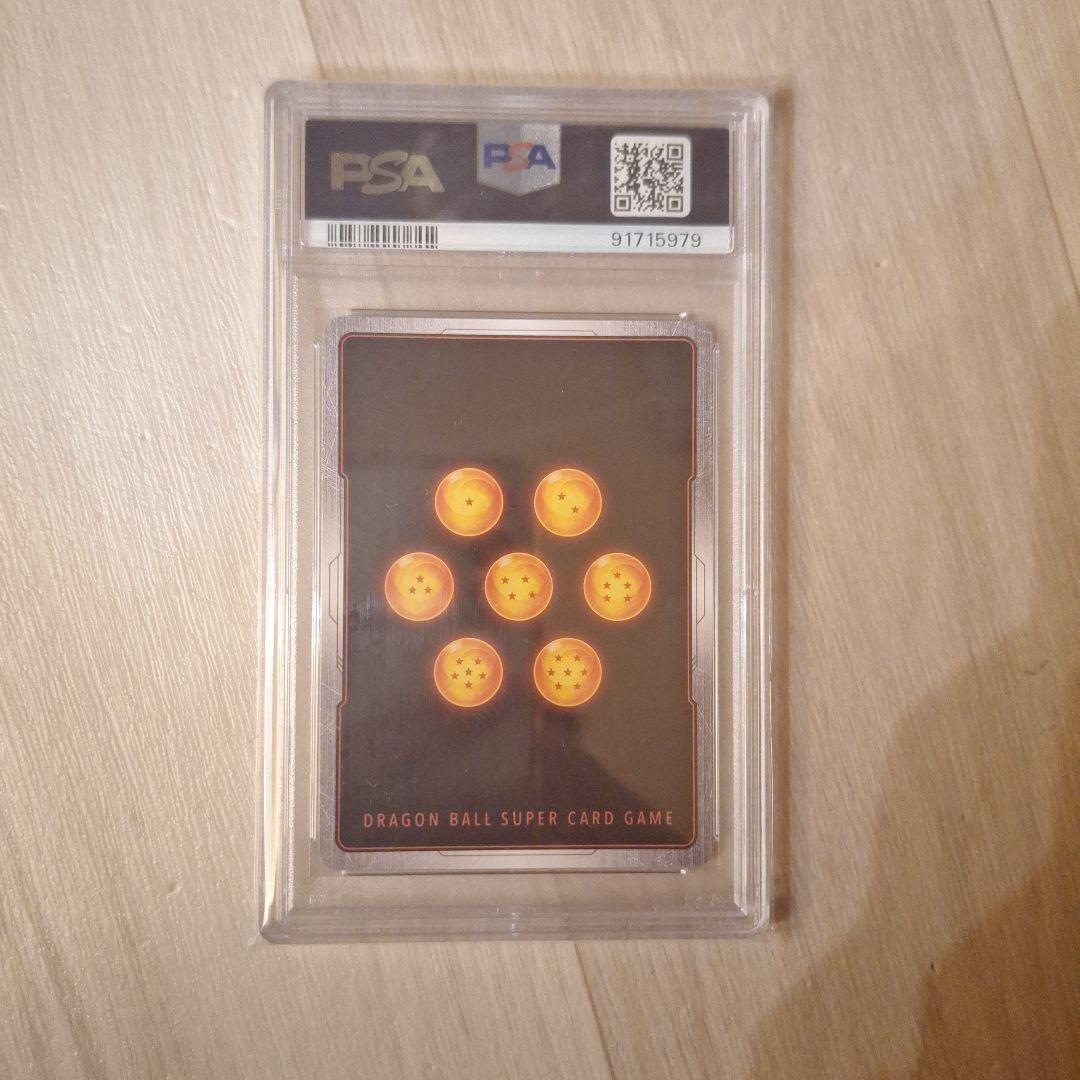 PSA
PSA
91715979
DRAGON BALL SUPER CARD GAME